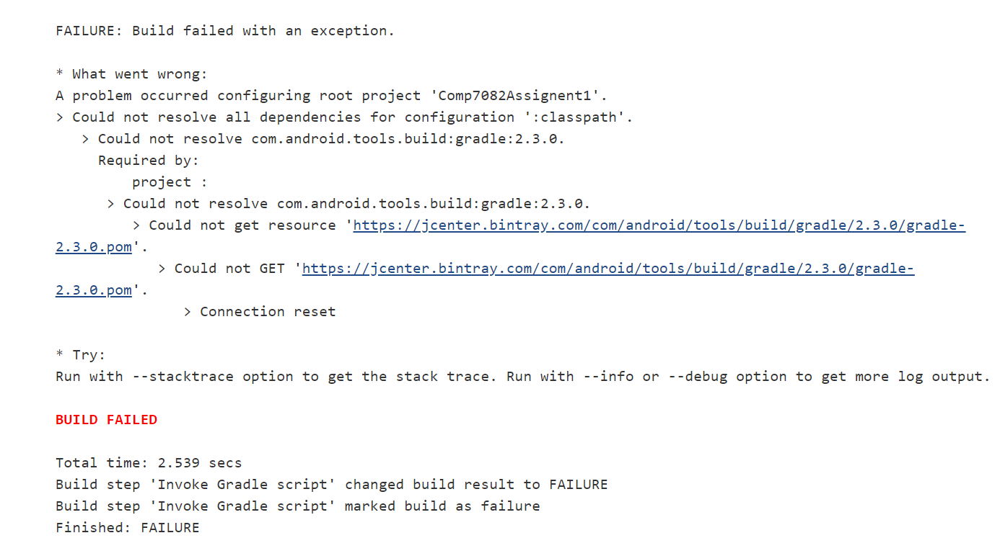 FAILURE: Build failed with an exception.
* What went wrong:
A problem occurred configuring root project 'Comp7082Assignent1'.
> Could not resolve all dependencies for configuration ':classpath'.
> Could not resolve com.android.tools.build:gradle:2.3.0.
Required by:
project :
> Could not resolve com.android.tools.build:gradle:2.3.0.
> Could not get resource 'https://jcenter.bintray.com/com/android/tools/build/gradle/2.3.0/gradle-
2.3.0.pom'.
> Could not GET 'https://jcenter.bintray.com/com/android/tools/build/gradle/2.3.0/gradle-
2.3.0.pom'.
> Connection reset
* Try:
Run with --stacktrace option to get the stack trace. Run with --info or --debug option to get more log output.
BUILD FAILED
Total time: 2.539 secs
Build step 'Invoke Gradle script' changed build result to FAILURE
Build step 'Invoke Gradle script' marked build as failure
Finished: FAILURE